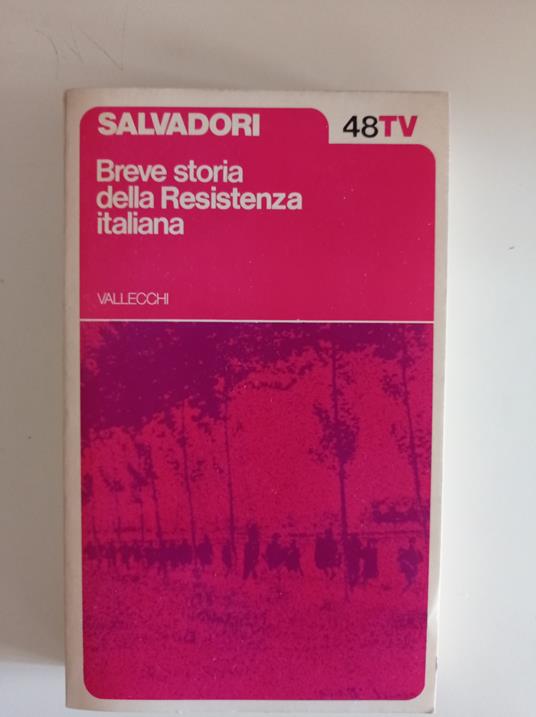 SALVADORI
48TV
Breve storia
della Resistenza
italiana
VALLECCHI